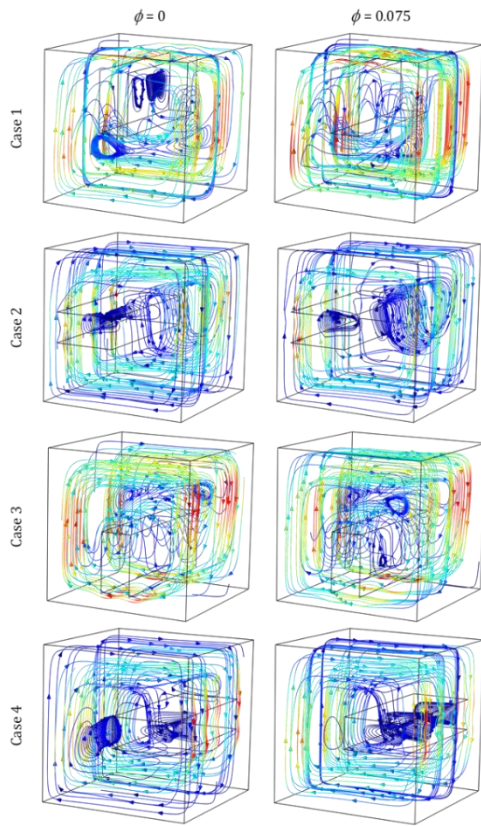 ϕ = 0
ϕ = 0.075
Case 1
Case 2
Case 3
Case 4